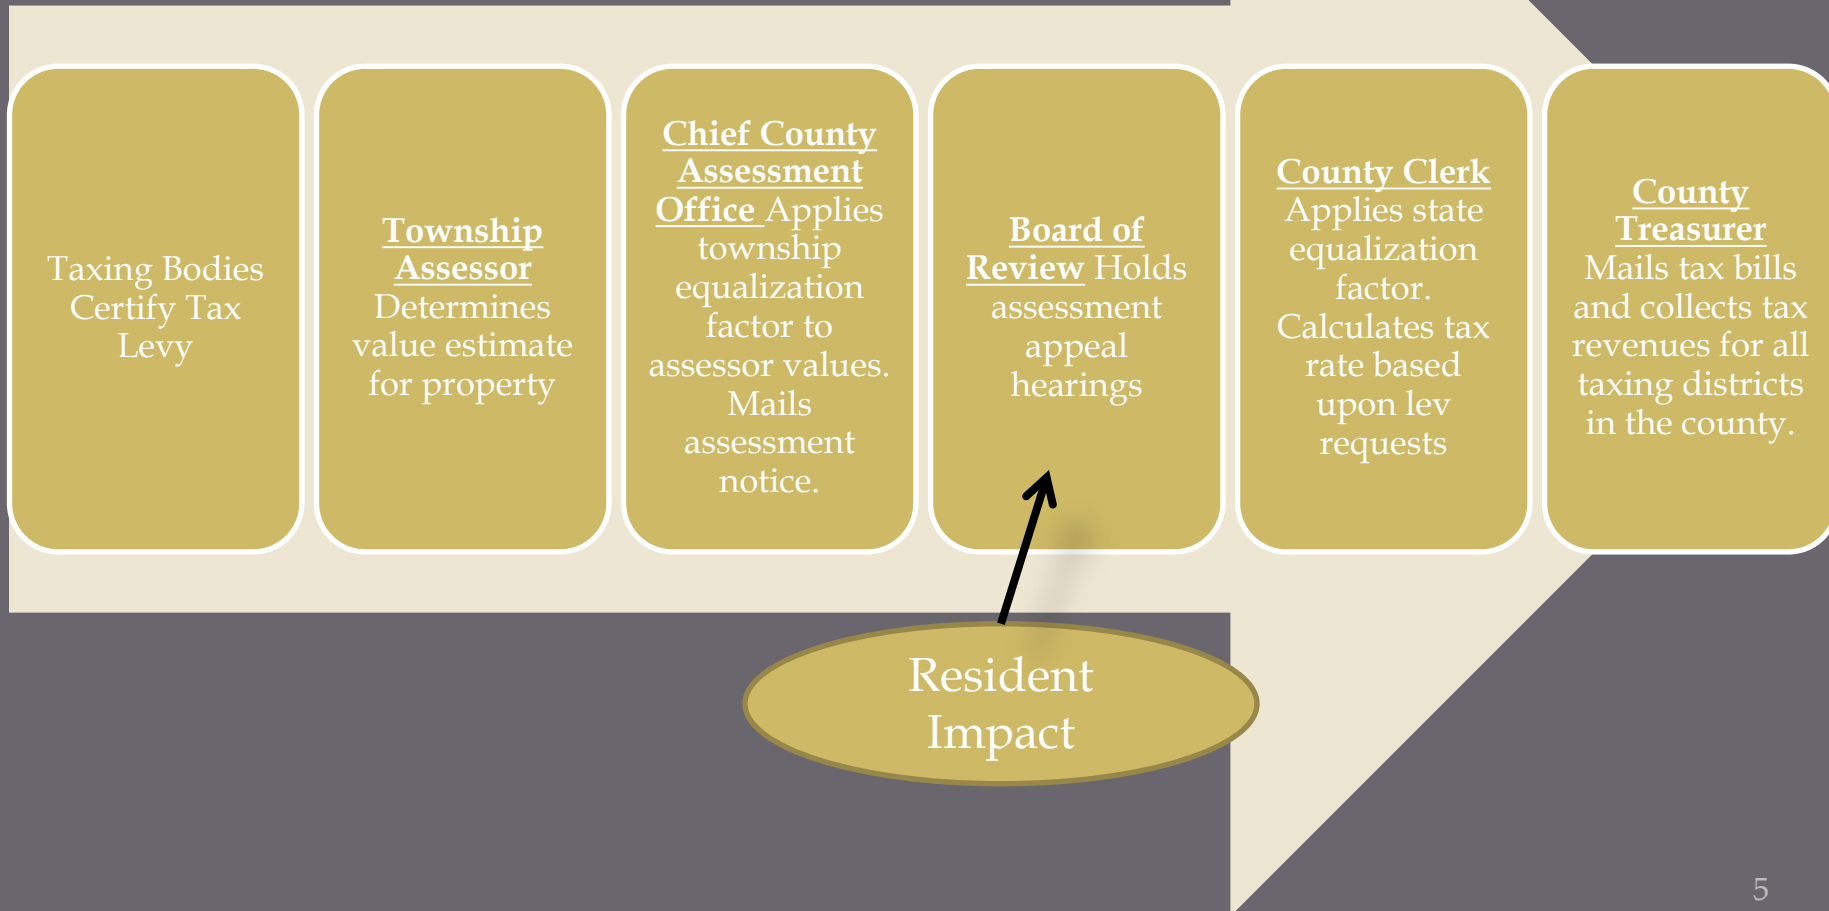 Taxing Bodies
Certify Tax
Levy
Township
Assessor
Determines
value estimate
for property
Chief County
Assessment
Office Applies
township
equalization
factor to
assessor values.
Mails
assessment
notice.
Board of
Review Holds
assessment
appeal
hearings
County Clerk
Applies state
equalization
factor.
Calculates tax
rate based
upon lev
requests
County
Treasurer
Mails tax bills
and collects tax
revenues for all
taxing districts
in the county.
Resident
Impact
5